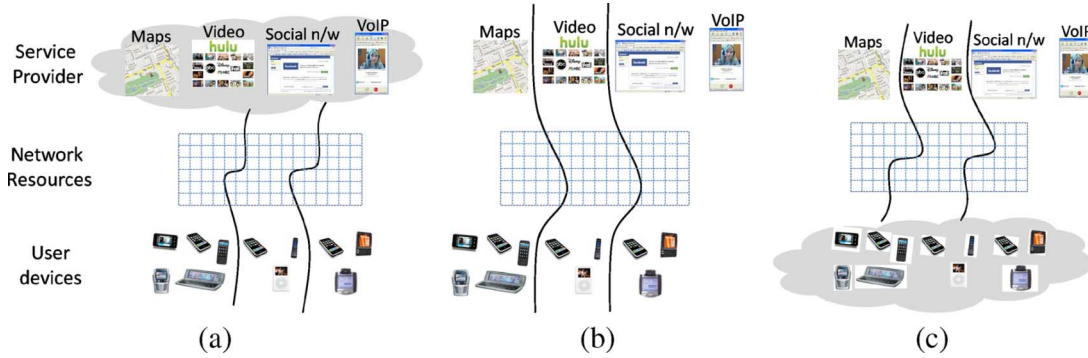 Service
Provider
Maps
Video
hulu
Social n/w
VoIP
Maps
Video
hulu
Social n/w
VoIP
Maps
Video
hulu
Social n/w
VoIP
Network
Resources
User
devices
(a)
(b)
(c)